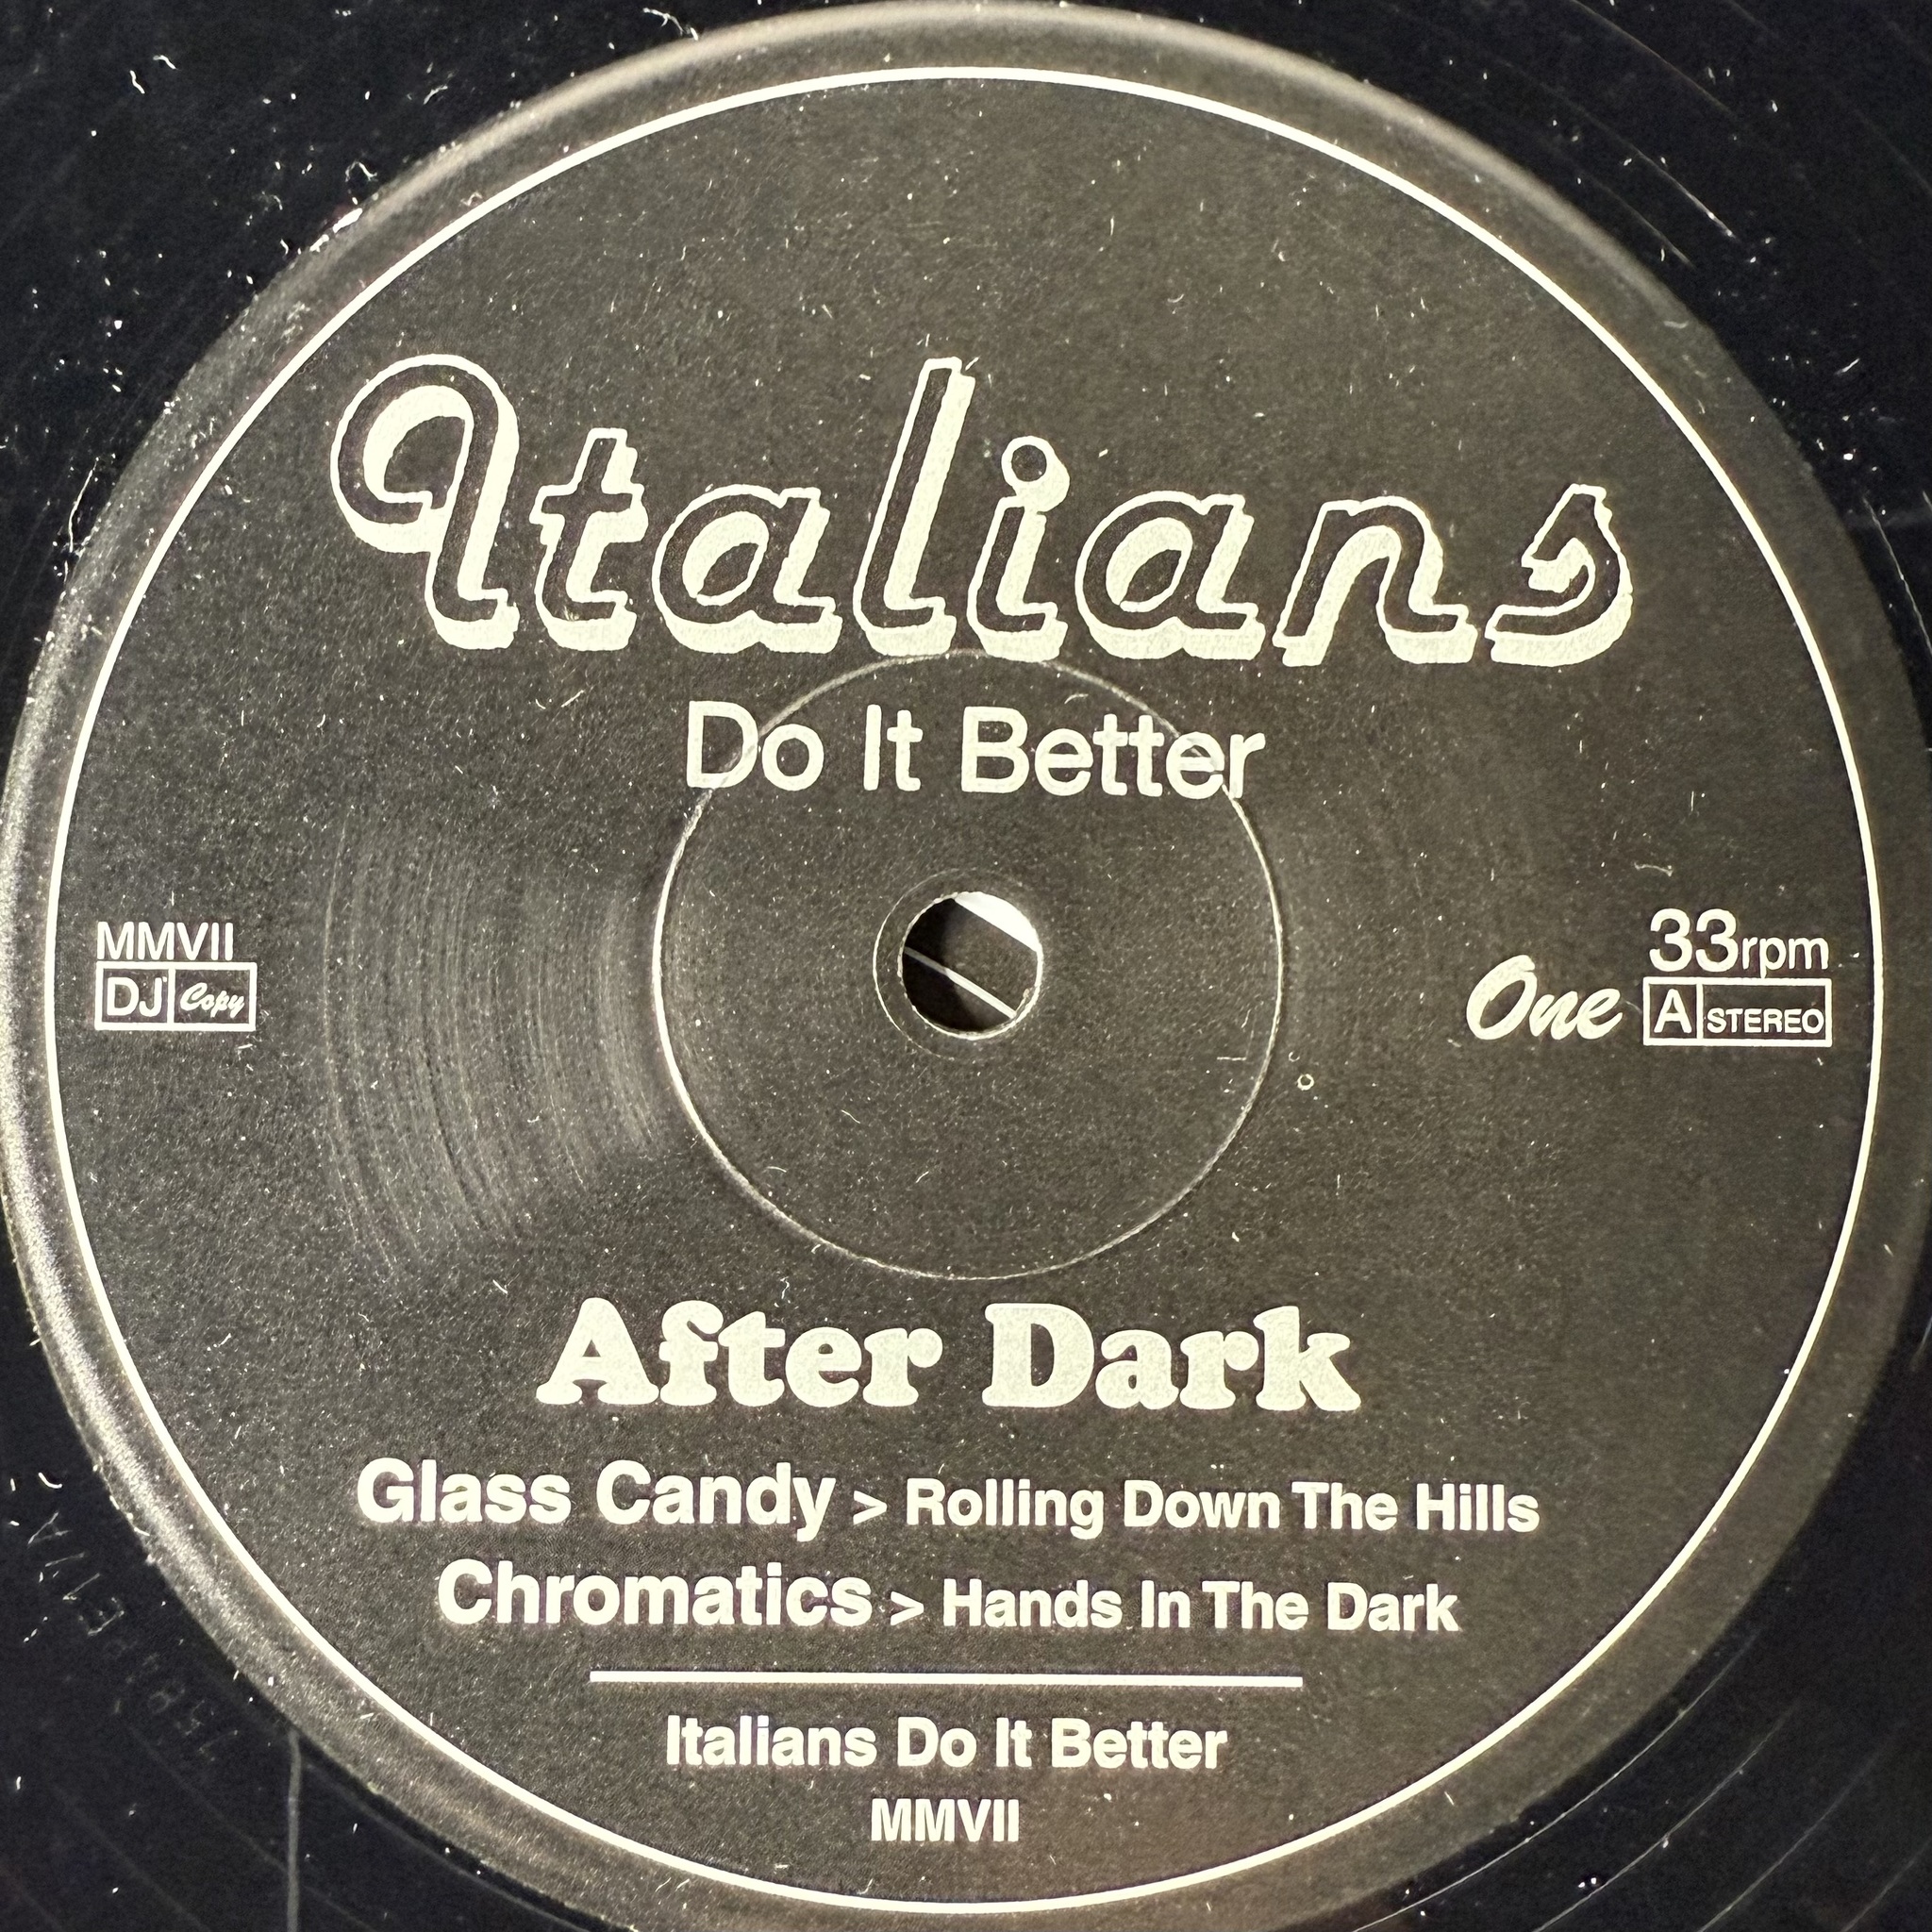 Italians
Do It Better
MMVII
DJ Copy
One
33rpm
A STEREO
After Dark
Glass Candy > Rolling Down The Hills
Chromatics > Hands In The Dark
Italians Do It Better
MMVII